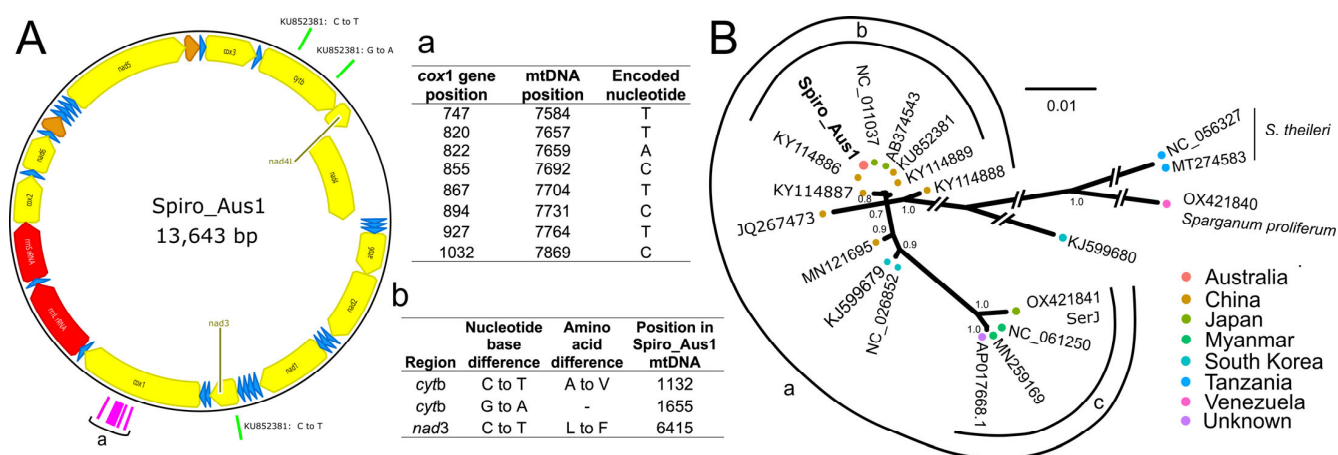 A
KU852381: C to T
KU852381: G to A
cox3
cytb
nad5
nad4L
nad4
nad6
cox2
rrnS rRNA
rrnL rRNA
atp6
nad2
nad1
nad3
cox1
Spiro_Aus1
13,643 bp
a
KU852381: C to T
a
cox1 gene position mtDNA position Encoded nucleotide
747 7584 T
820 7657 T
822 7659 A
855 7692 C
867 7704 T
894 7731 C
927 7764 T
1032 7869 C
b
Region Nucleotide base difference Amino acid difference Position in Spiro_Aus1 mtDNA
cytb C to T A to V 1132
cytb G to A - 1655
nad3 C to T L to F 6415
B
b
0.01
Spiro_Aus1
NC_011037
AB374543
KU852381
KY114889
KY114888
KY114886
KY114887
JQ267473
0.8
0.7
1.0
0.9
0.9
MN121695
KJ599679
NC_026852
NC_056327
MT274583
S. theileri
1.0
OX421840
Sparganum proliferum
KJ599680
1.0
OX421841
SerJ
1.0
NC_061250
MN259169
AP017668.1
a
c
Australia
China
Japan
Myanmar
South Korea
Tanzania
Venezuela
Unknown